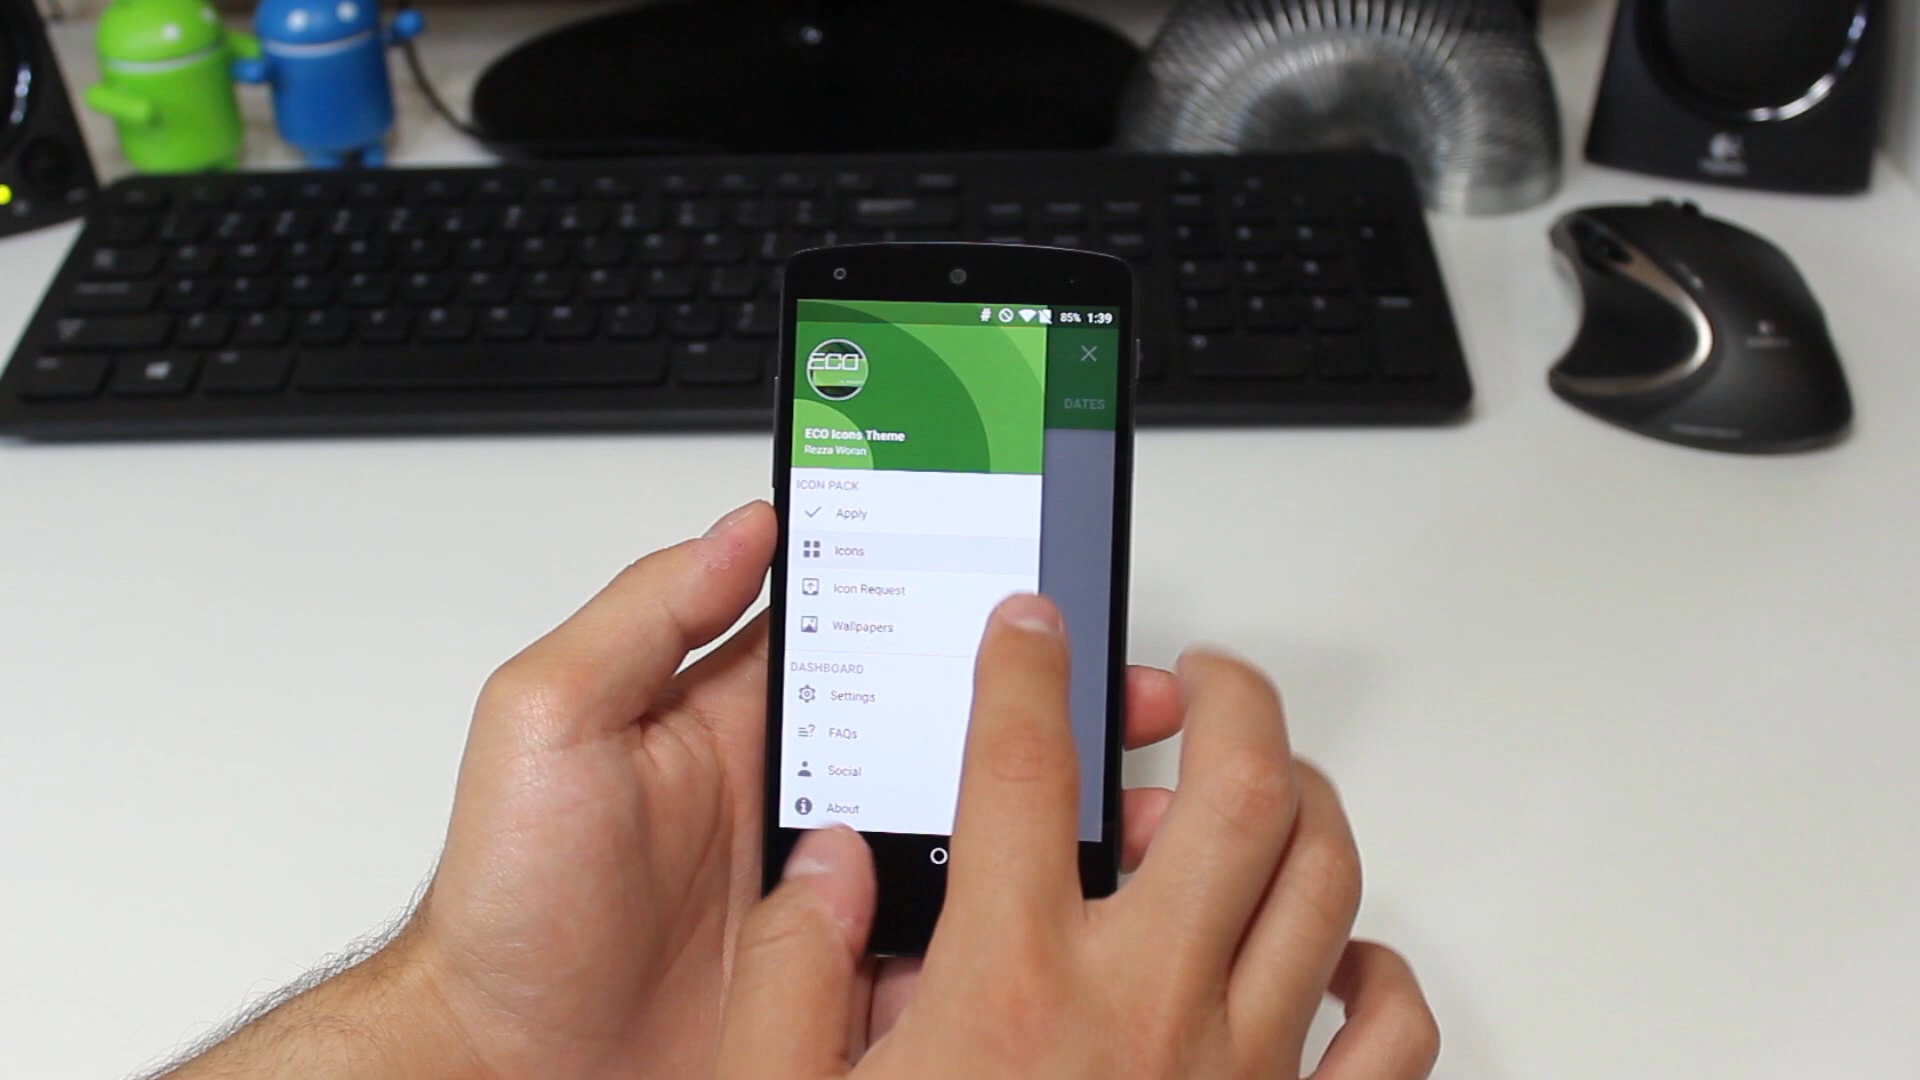 # 85% 1:39
ECO
DATES
ECO Icons Theme
Rezza Woran
ICON PACK
Apply
Icons
Icon Request
Wallpapers
DASHBOARD
Settings
FAQs
Social
About